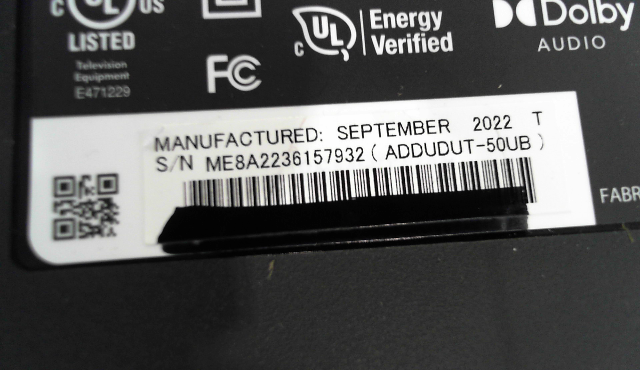 C UL US
LISTED
Television
Equipment
E471229
FC
C UL
Energy
Verified
Dolby
AUDIO
MANUFACTURED: SEPTEMBER 2022 T
S/N ME8A2236157932 ( ADDUDUT-50UB )
FABR